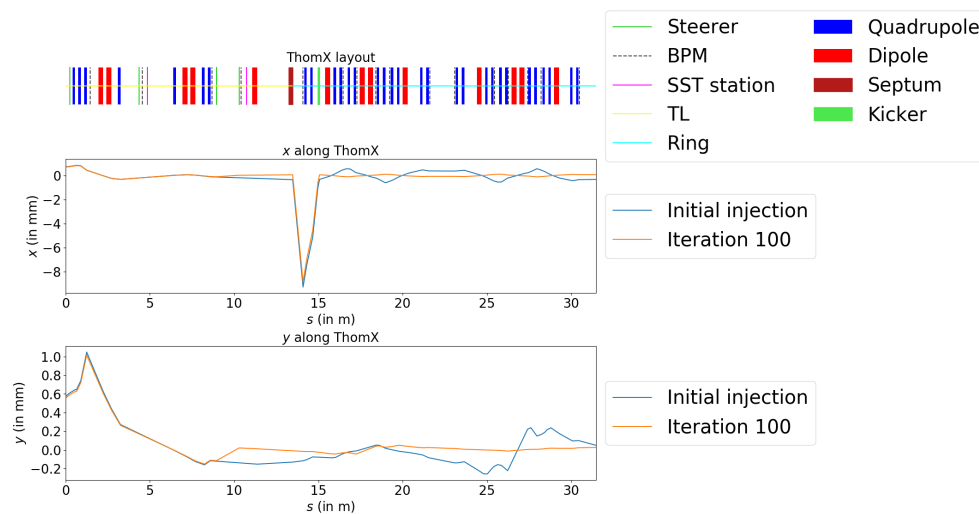 Steerer
BPM
SST station
TL
Ring
Quadrupole
Dipole
Septum
Kicker
ThomX layout
x along ThomX
x (in mm)
0
−2
−4
−6
−8
0 5 10 15 20 25 30
s (in m)
Initial injection
Iteration 100
y along ThomX
y (in mm)
1.0
0.8
0.6
0.4
0.2
0.0
−0.2
0 5 10 15 20 25 30
s (in m)
Initial injection
Iteration 100